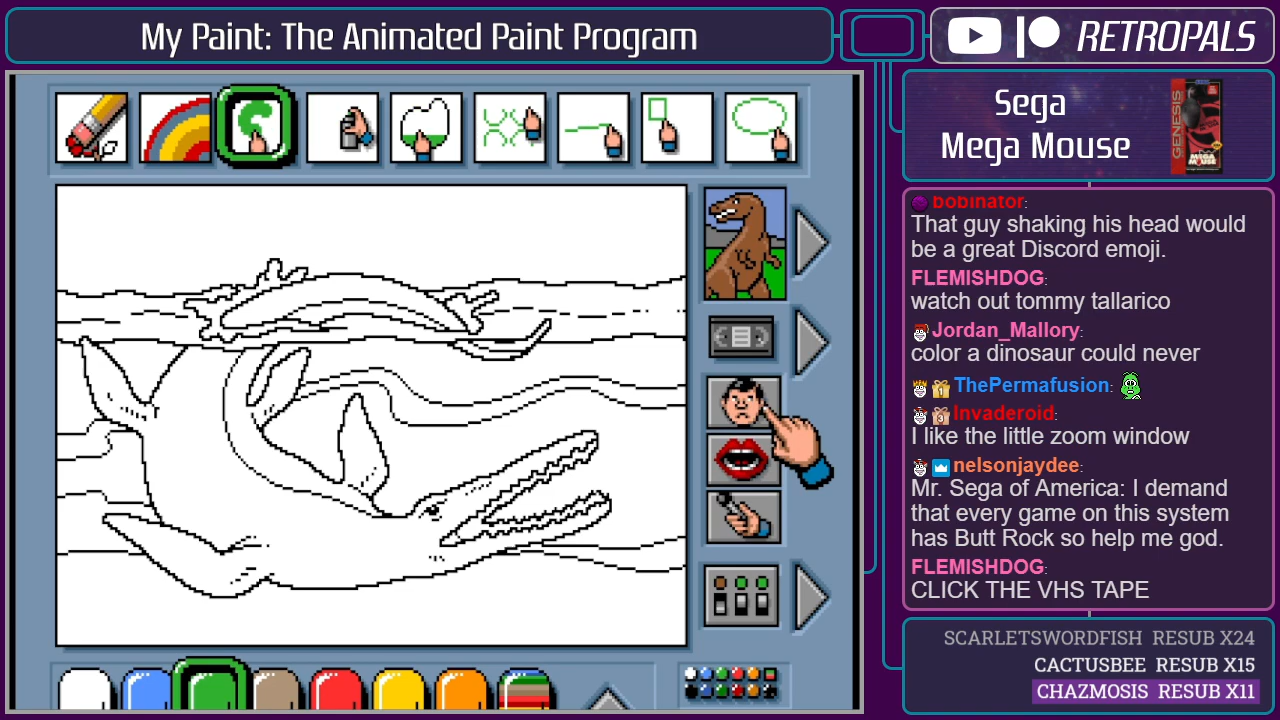 My Paint: The Animated Paint Program
RETROPALS
Sega
Mega Mouse
GENESIS
MEGA
MOUSE
bobinator:
That guy shaking his head would
be a great Discord emoji.
FLEMISHDOG:
watch out tommy tallarico
Jordan_Mallory:
color a dinosaur could never
ThePermafusion:
Invaderoid:
I like the little zoom window
nelsonjaydee:
Mr. Sega of America: I demand
that every game on this system
has Butt Rock so help me god.
FLEMISHDOG:
CLICK THE VHS TAPE
SCARLETSWORDFISH RESUB X24
CACTUSBEE RESUB X15
CHAZMOSIS RESUB X11